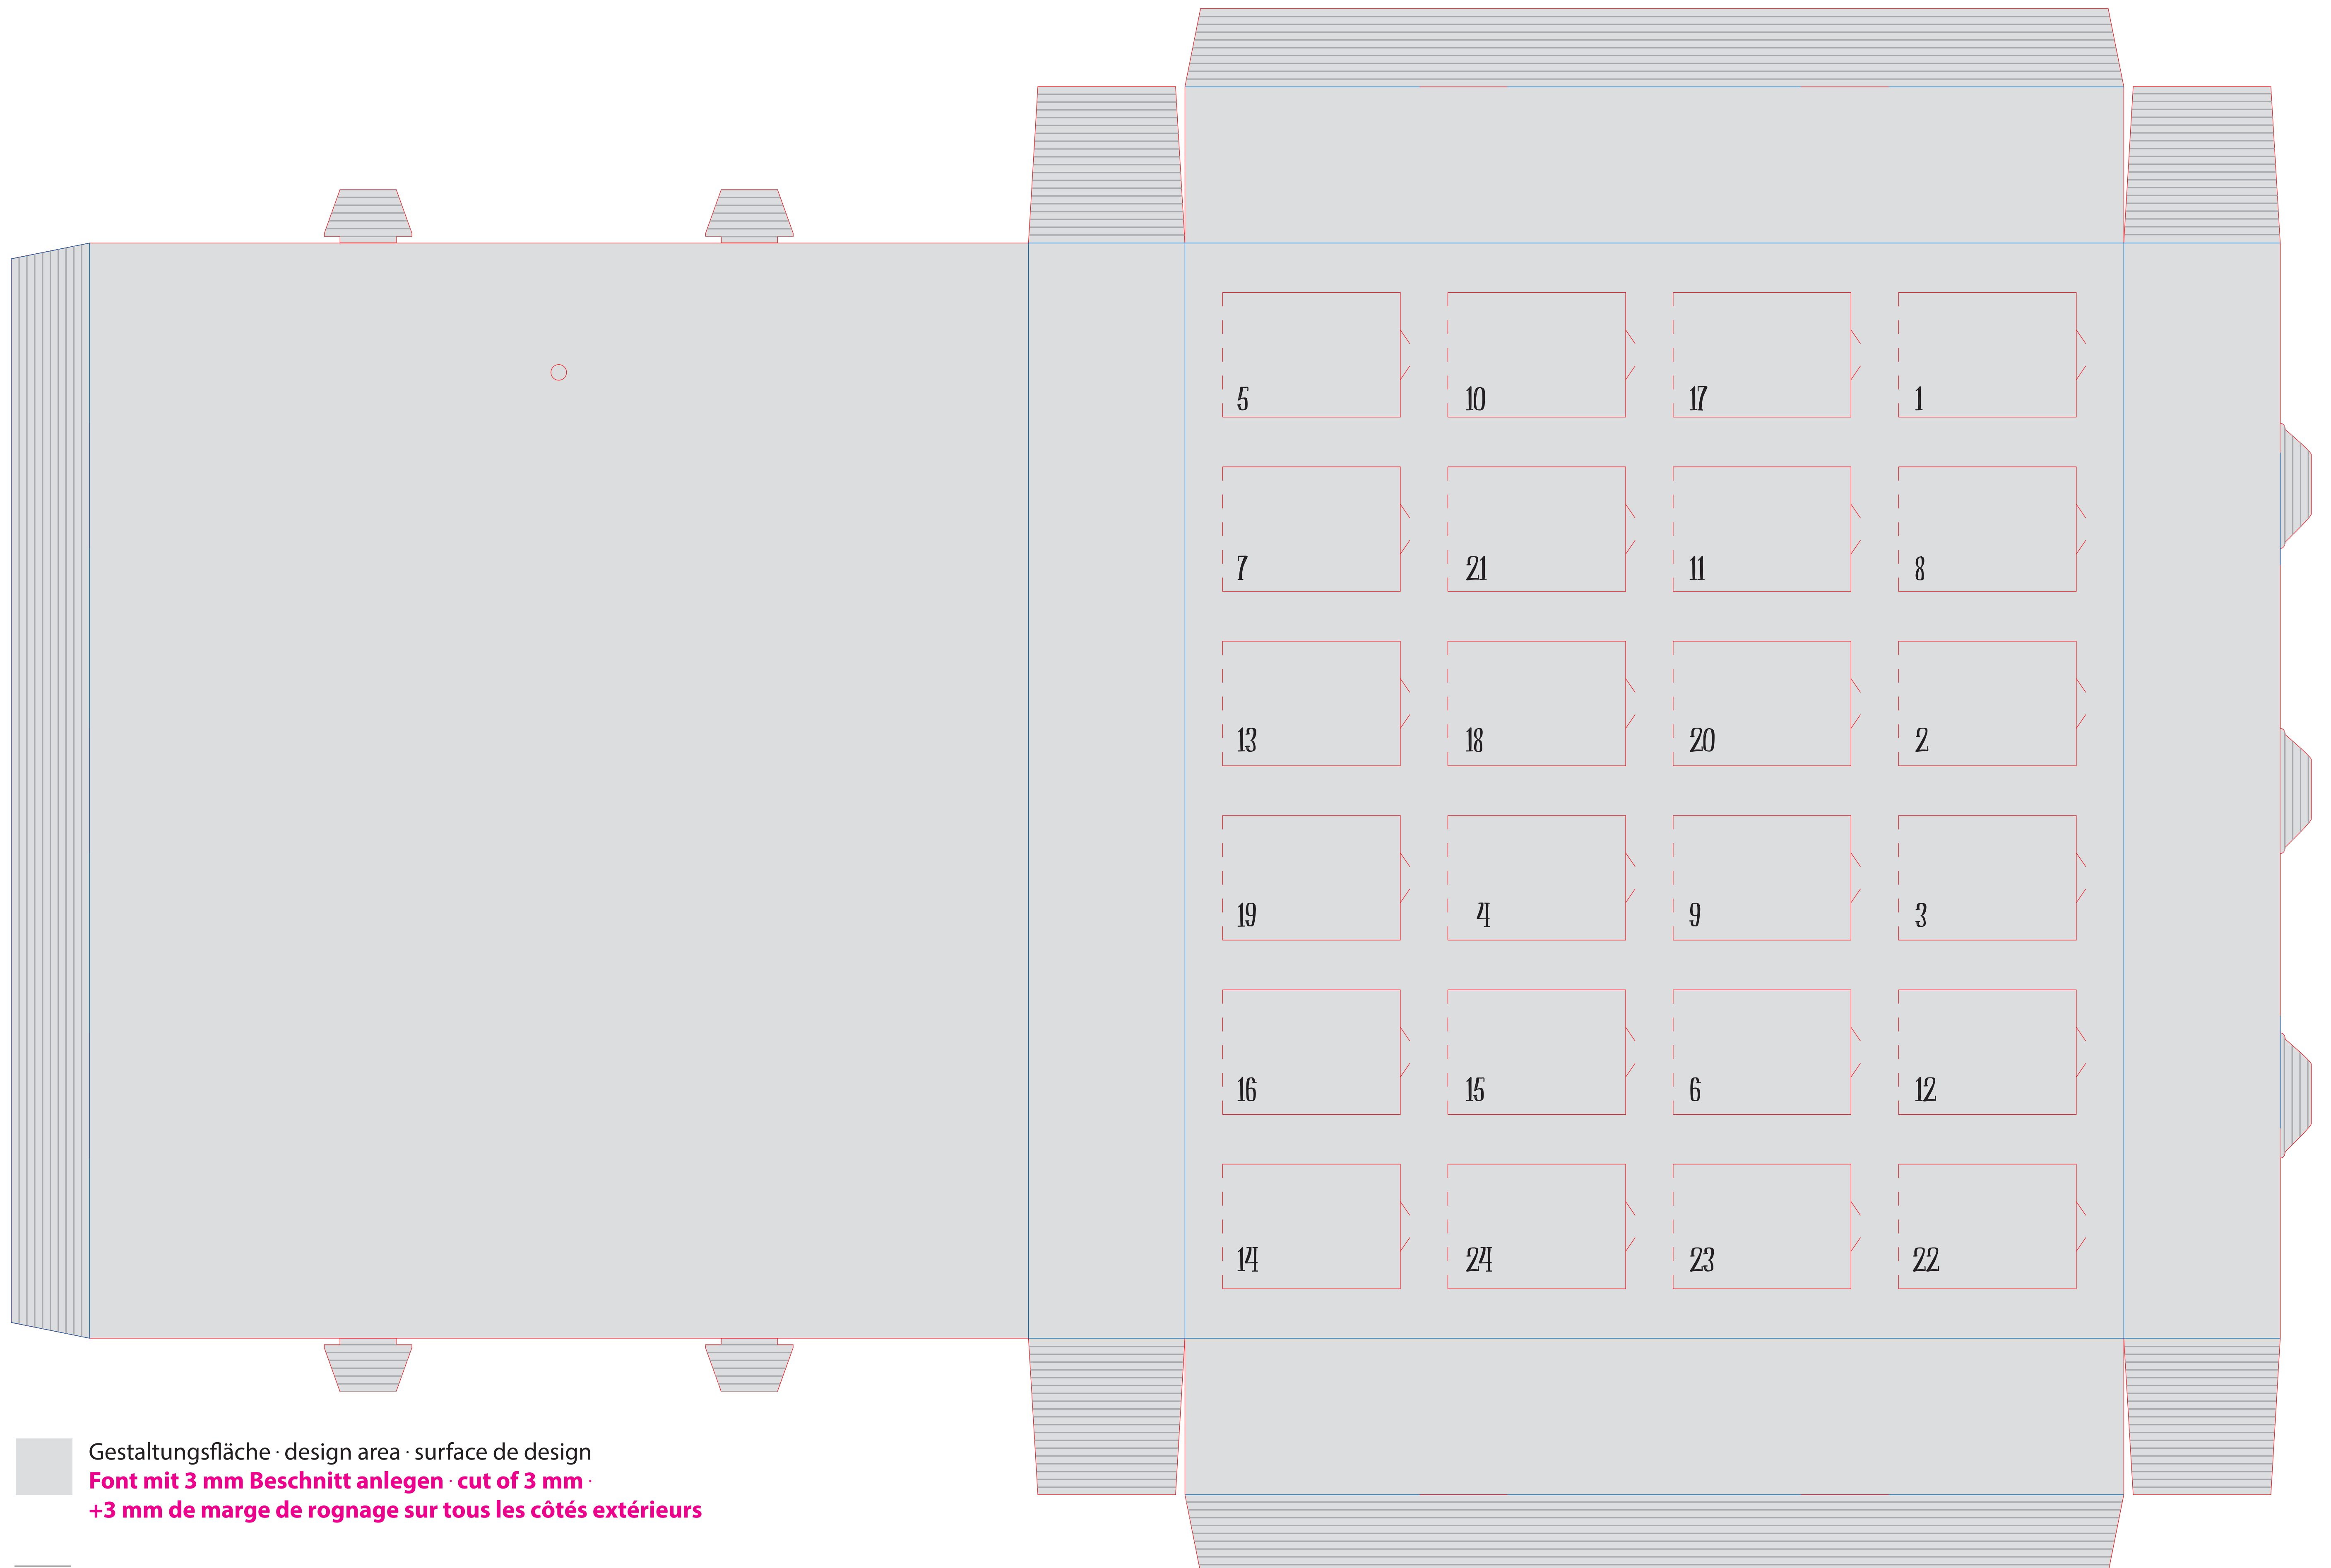 5 10 17 1
7 21 11 8
13 18 20 2
19 4 9 3
16 15 6 12
14 24 23 22
Gestaltungsfläche · design area · surface de design
Font mit 3 mm Beschnitt anlegen · cut of 3 mm ·
+3 mm de marge de rognage sur tous les côtés extérieurs